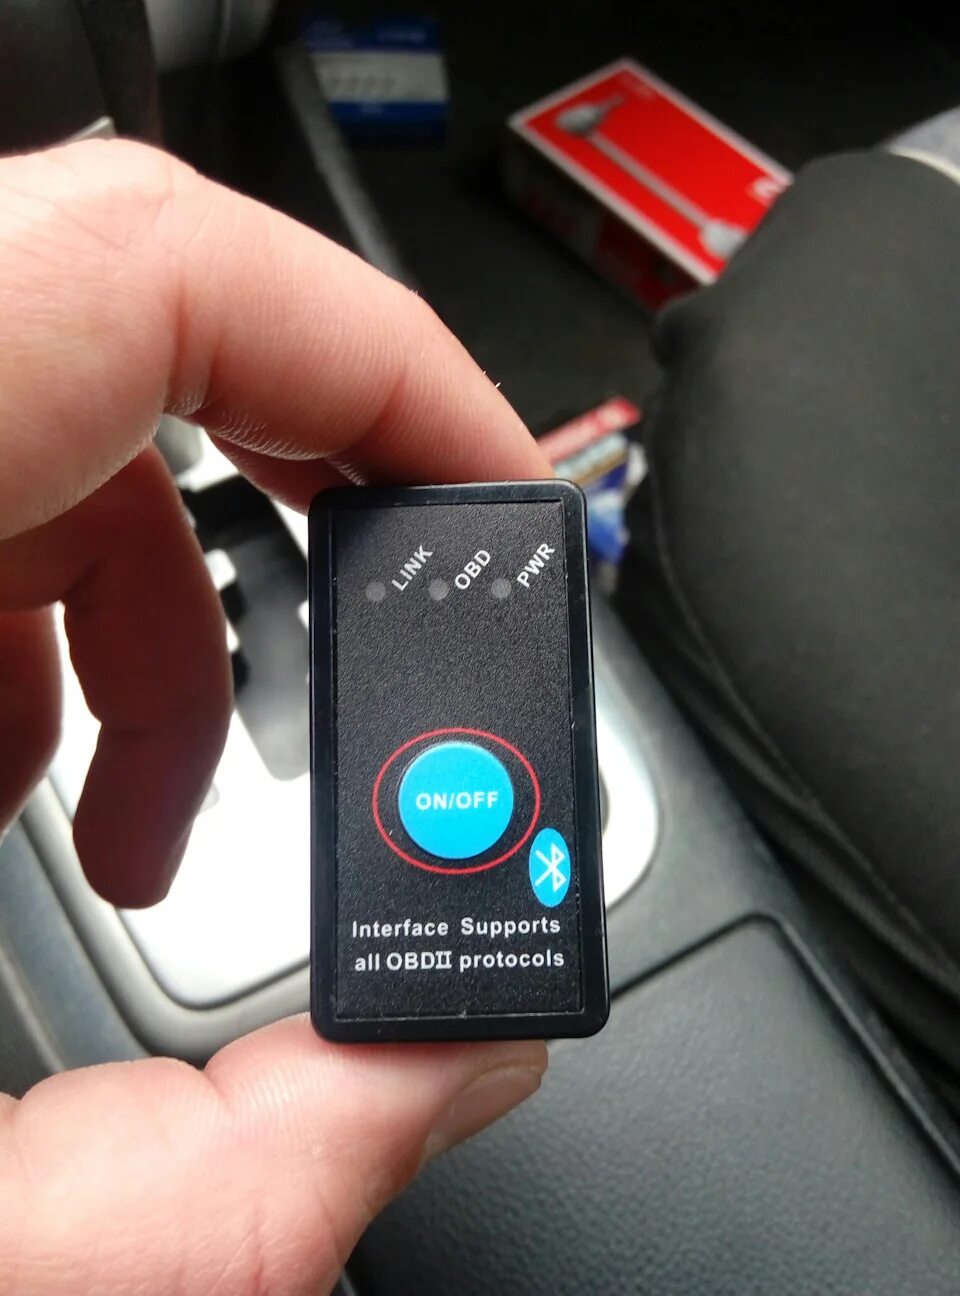 LINK OBD PWR
ON/OFF
Interface Supports
all OBDII protocols